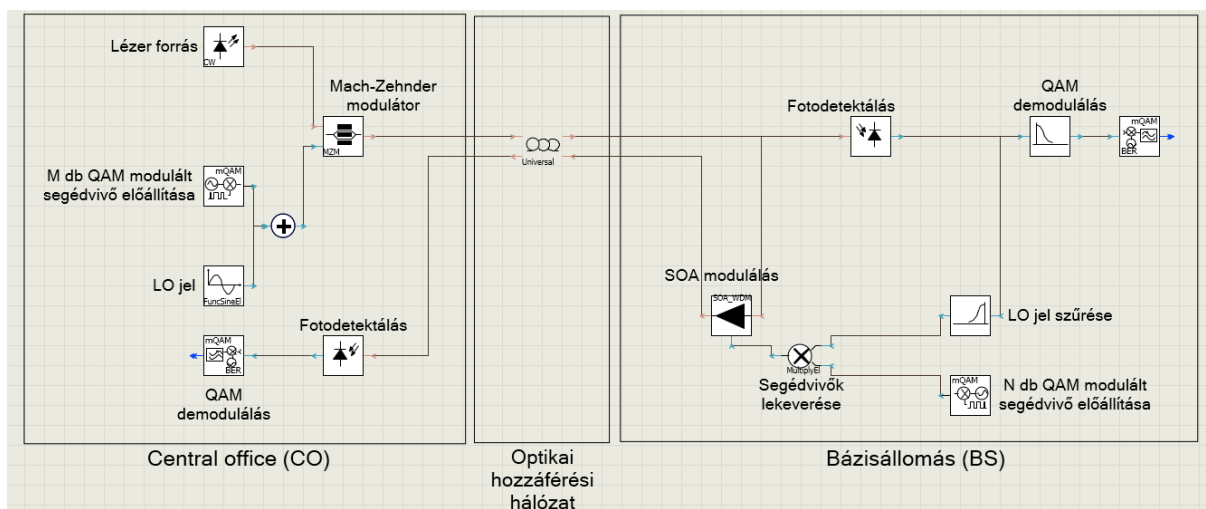 Lézer forrás
CW
Mach-Zehnder
modulátor
MZM
M db QAM modulált
segédvivő előállítása
mQAM
LO jel
FuncSineEl
Fotodetektálás
mQAM
BER
QAM
demodulálás
Central office (CO)
Universal
Optikai
hozzáférési
hálózat
Fotodetektálás
QAM
demodulálás
mQAM
BER
SOA modulálás
SOA_WDM
LO jel szűrése
MultiplyEl
Segédvivők
lekeverése
mQAM
N db QAM modulált
segédvivő előállítása
Bázisállomás (BS)